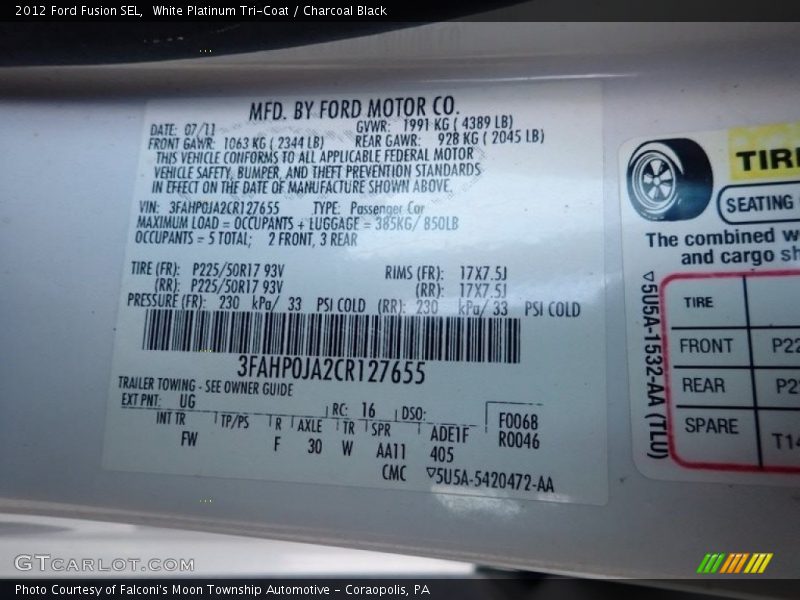 2012 Ford Fusion SEL,  White Platinum Tri-Coat / Charcoal Black
MFD. BY FORD MOTOR CO.
DATE: 07/11 GVWR: 1991 KG ( 4389 LB)
FRONT GAWR: 1063 KG ( 2344 LB) REAR GAWR: 928 KG ( 2045 LB)
THIS VEHICLE CONFORMS TO ALL APPLICABLE FEDERAL MOTOR
VEHICLE SAFETY, BUMPER, AND THEFT PREVENTION STANDARDS
IN EFFECT ON THE DATE OF MANUFACTURE SHOWN ABOVE.
VIN: 3FAHP0JA2CR127655 TYPE: Passenger Car
MAXIMUM LOAD = OCCUPANTS + LUGGAGE = 385KG/ 850LB
OCCUPANTS = 5 TOTAL; 2 FRONT, 3 REAR
TIRE (FR): P225/50R17 93V RIMS (FR): 17X7.5J
(RR): P225/50R17 93V (RR): 17X7.5J
PRESSURE (FR): 230 kPa/ 33 PSI COLD (RR): 230 kPa/ 33 PSI COLD
3FAHP0JA2CR127655
TRAILER TOWING - SEE OWNER GUIDE
EXT PNT: UG RC: 16 DSO: F0068
INT TR TP/PS R AXLE TR SPR ADE1F R0046
FW F 30 W AA11 405
CMC ▽5U5A-5420472-AA
TIRE
SEATING
The combined
and cargo
▽5U5A-1532-AA (TLU)
TIRE
FRONT P22
REAR P2
SPARE T14
GTCARLOT.COM
Photo Courtesy of Falconi's Moon Township Automotive - Coraopolis, PA